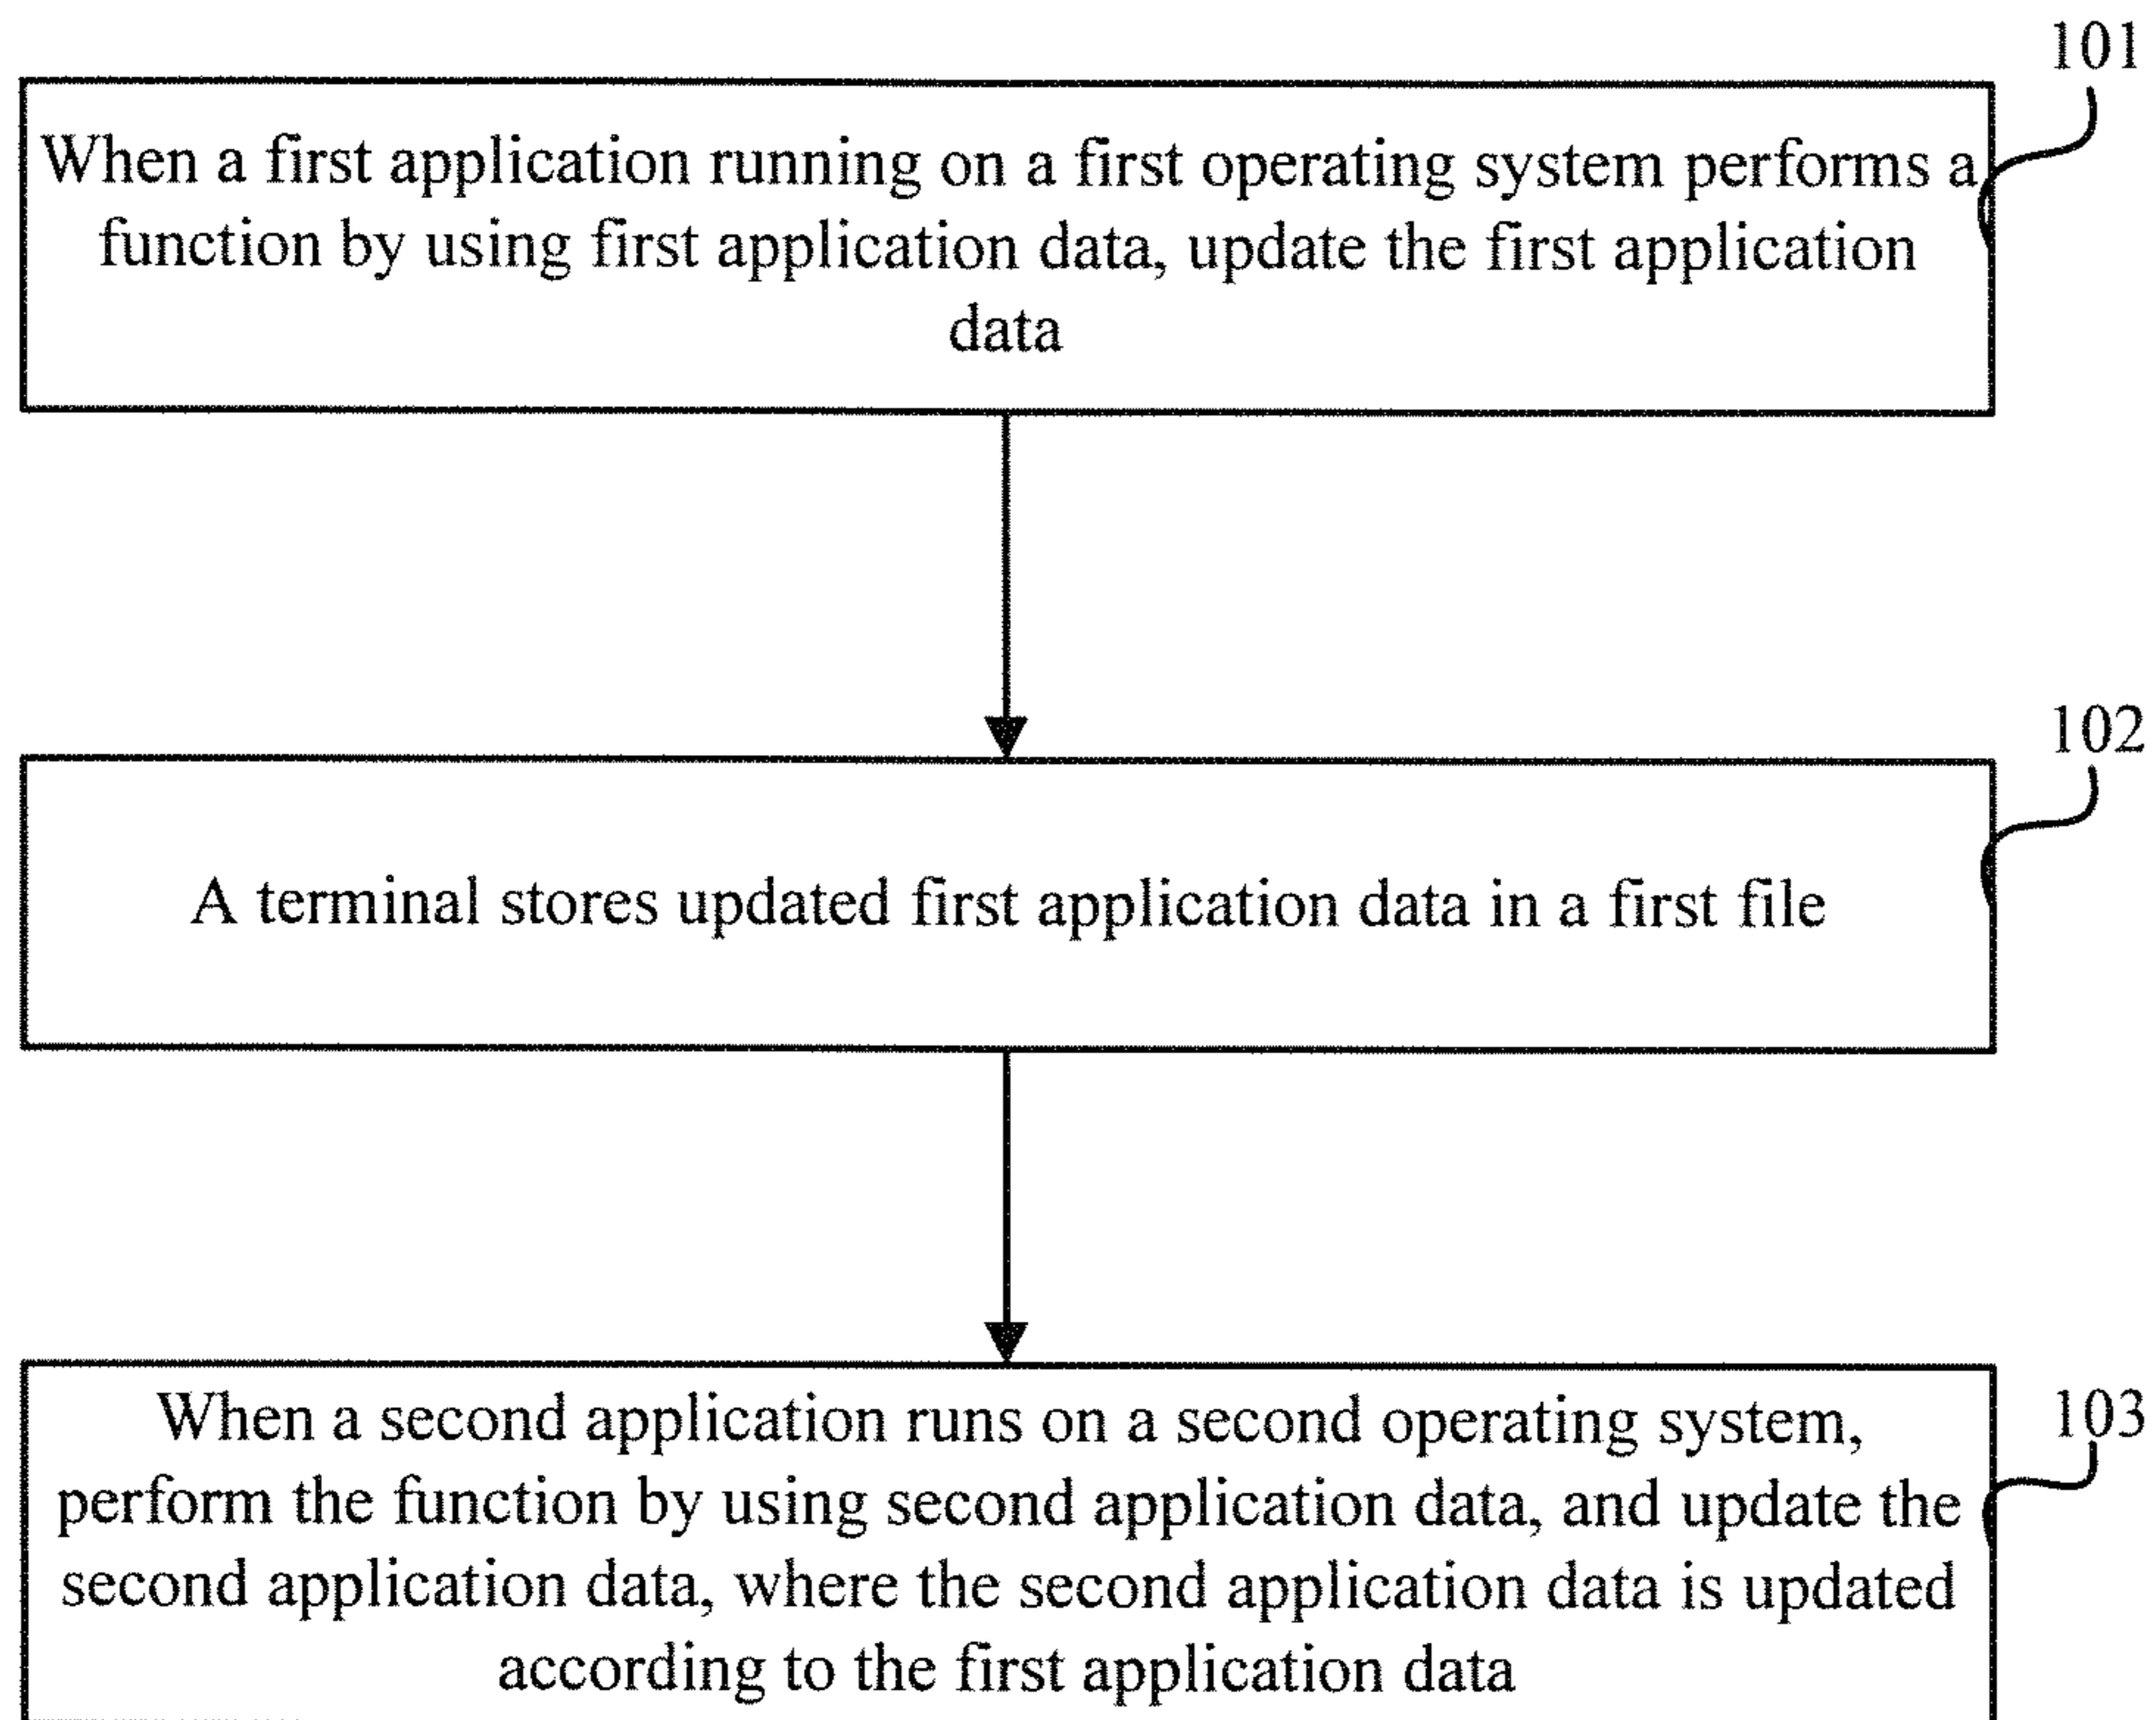 101
When a first application running on a first operating system performs a
function by using first application data, update the first application
data
102
A terminal stores updated first application data in a first file
103
When a second application runs on a second operating system,
perform the function by using second application data, and update the
second application data, where the second application data is updated
according to the first application data